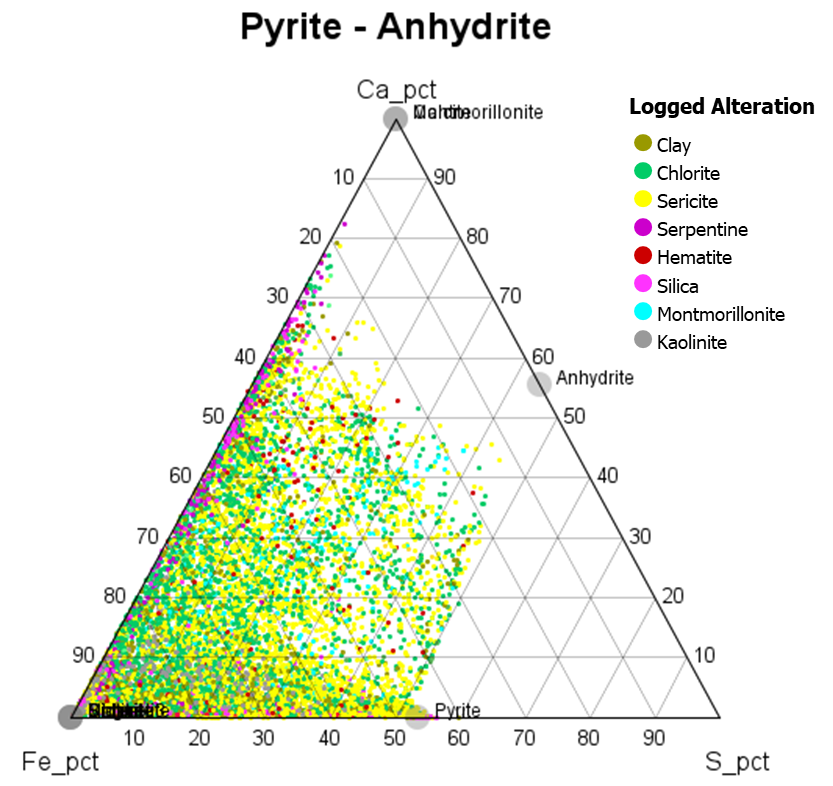 Pyrite - Anhydrite
Ca_pct
Montmorillonite
Logged Alteration
Clay
Chlorite
Sericite
Serpentine
Hematite
Silica
Montmorillonite
Kaolinite
10 90
20 80
30 70
40 60
Anhydrite
50 50
60 40
70 30
80 20
90 10
Pyrite
10 20 30 40 50 60 70 80 90
Fe_pct S_pct